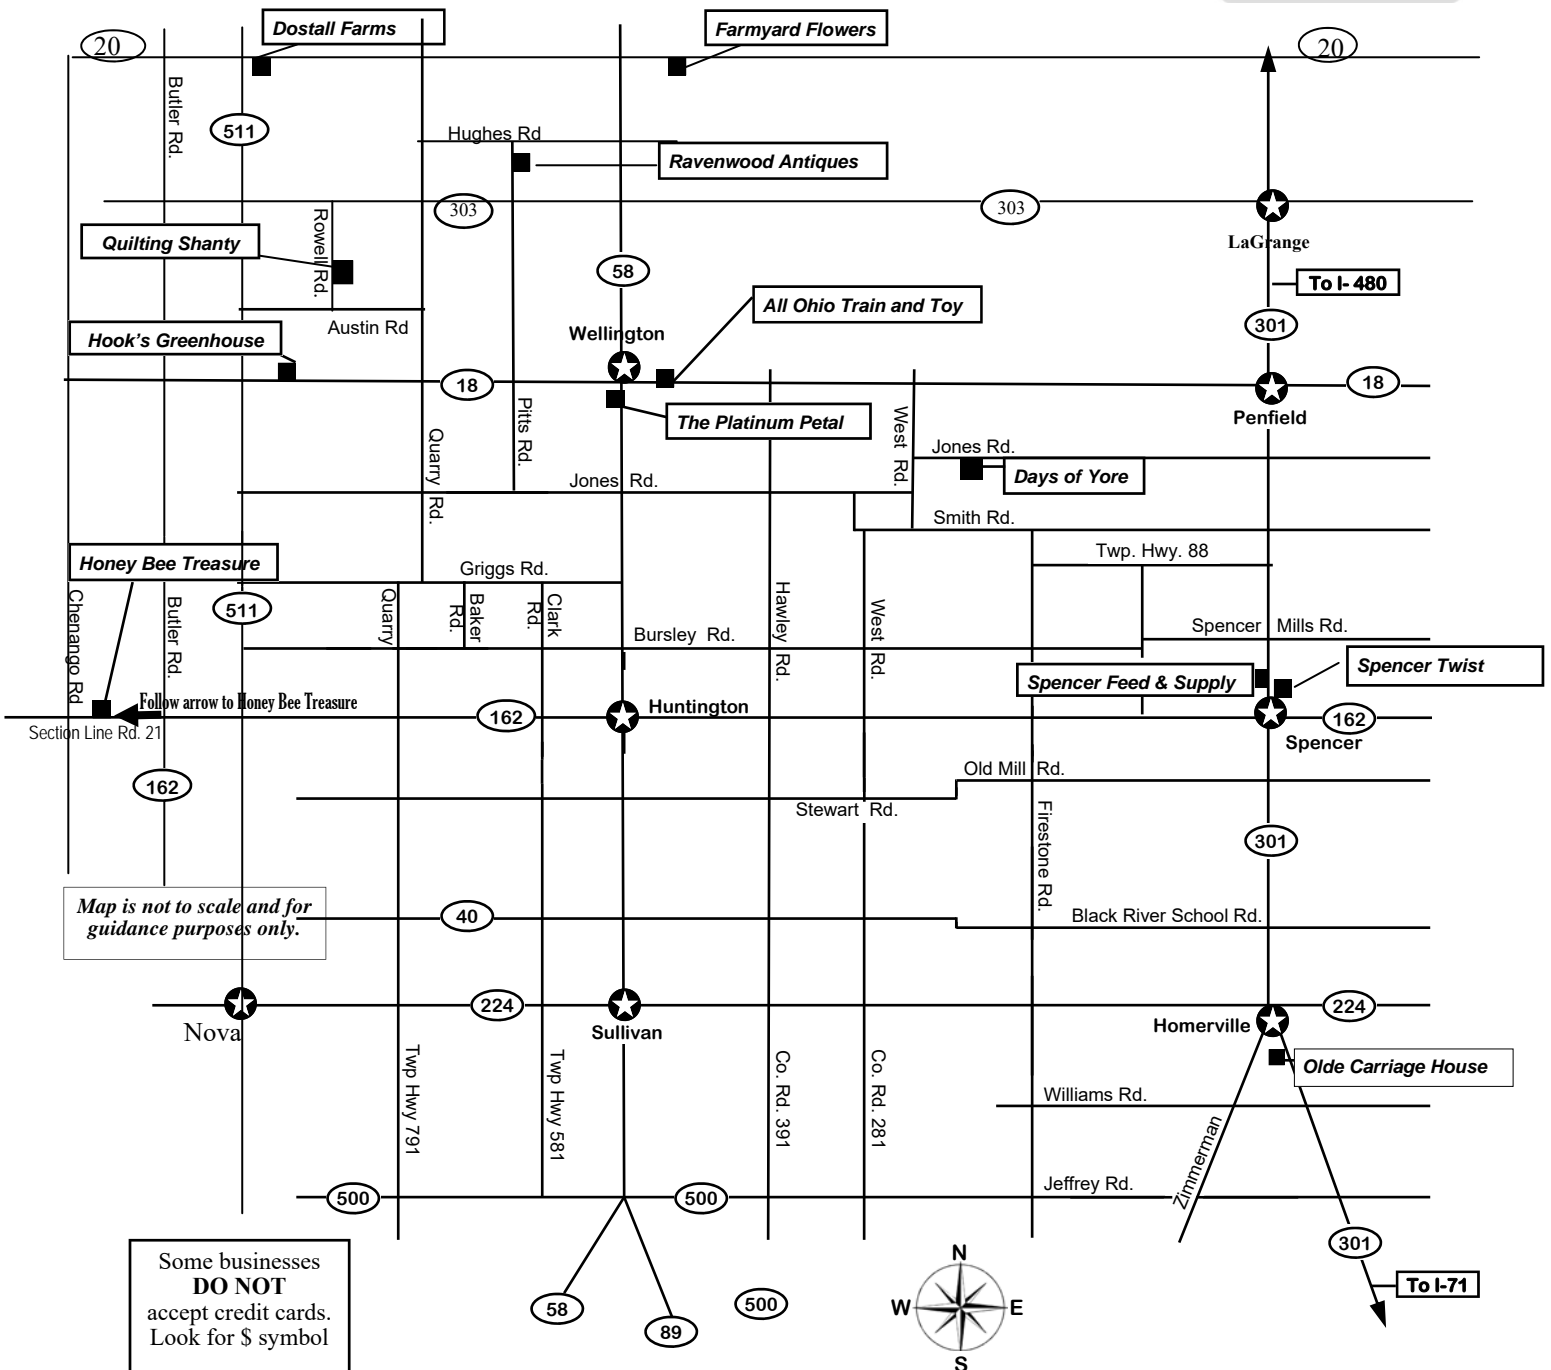 Dostall Farms
Farmyard Flowers
20
20
Butler Rd.
511
Hughes Rd
Ravenwood Antiques
303
303
Rowell Rd.
Quilting Shanty
LaGrange
58
To I- 480
All Ohio Train and Toy
301
Austin Rd
Wellington
Hook's Greenhouse
18
18
Pitts Rd.
The Platinum Petal
West Rd.
Penfield
Quarry Rd.
Jones Rd.
Days of Yore
Jones Rd.
Smith Rd.
Twp. Hwy. 88
Honey Bee Treasure
Griggs Rd.
Chenango Rd
Butler Rd.
511
Quarry
Baker Rd.
Clark Rd.
Hawley Rd.
West Rd.
Bursley Rd.
Spencer Mills Rd.
Spencer Twist
Spencer Feed & Supply
Follow arrow to Honey Bee Treasure
Huntington
162
162
Section Line Rd. 21
Spencer
162
Old Mill Rd.
Stewart Rd.
Firestone Rd.
301
Map is not to scale and for
guidance purposes only.
40
Black River School Rd.
224
224
Nova
Sullivan
Homerville
Olde Carriage House
Twp Hwy 791
Twp Hwy 581
Co. Rd. 391
Co. Rd. 281
Williams Rd.
Zimmerman
Jeffrey Rd.
500
500
301
To I-71
Some businesses
DO NOT
accept credit cards.
Look for $ symbol
58
89
500
N
W
E
S